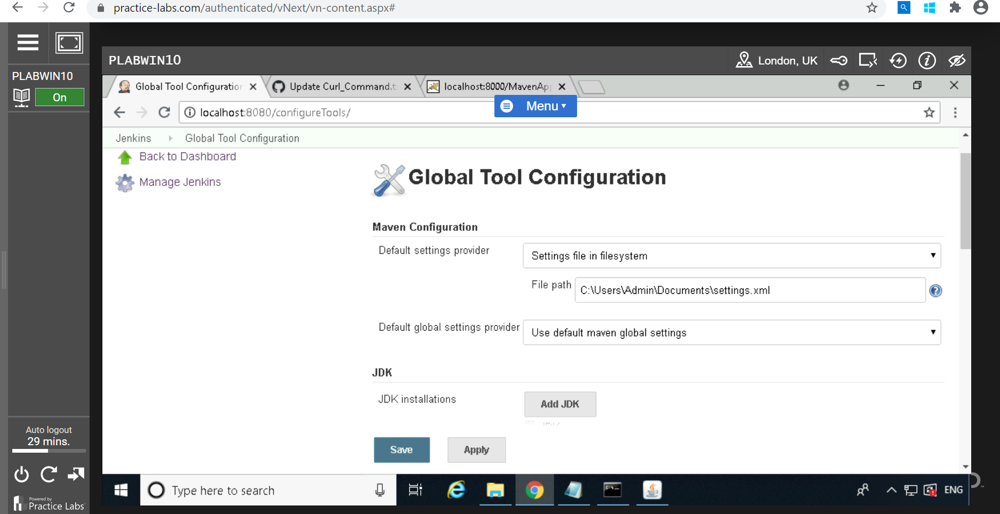 practice-labs.com/authenticated/vNext/vn-content.aspx#
PLABWIN10
On
PLABWIN10
London, UK
Global Tool Configuration
Update Curl_Command.t
localhost:8000/MavenApp
localhost:8080/configureTools/
Menu
Jenkins
Global Tool Configuration
Back to Dashboard
Manage Jenkins
Global Tool Configuration
Maven Configuration
Default settings provider
Settings file in filesystem
File path
C:\Users\Admin\Documents\settings.xml
Default global settings provider
Use default maven global settings
JDK
JDK installations
Add JDK
JDK
Save
Apply
Auto logout
29 mins.
Type here to search
ENG
Powered by
Practice Labs